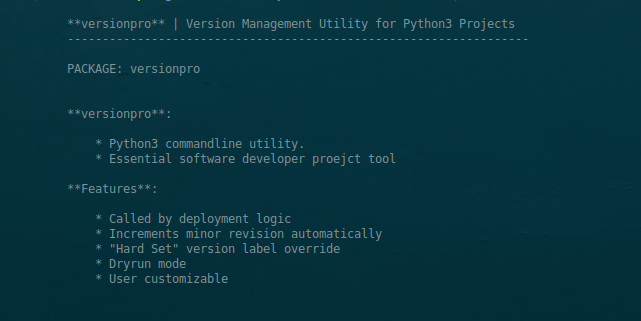 **versionpro** | Version Management Utility for Python3 Projects
------------------------------------------------------------------
PACKAGE: versionpro
**versionpro**:
* Python3 commandline utility.
* Essential software developer proejct tool
**Features**:
* Called by deployment logic
* Increments minor revision automatically
* "Hard Set" version label override
* Dryrun mode
* User customizable